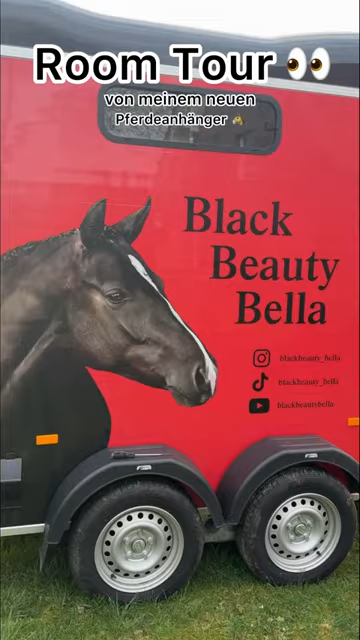 Room Tour 👀
von meinem neuen
Pferdeanhänger
Black
Beauty
Bella
blackbeauty_bella
blackbeauty_bella
blackbeautybella